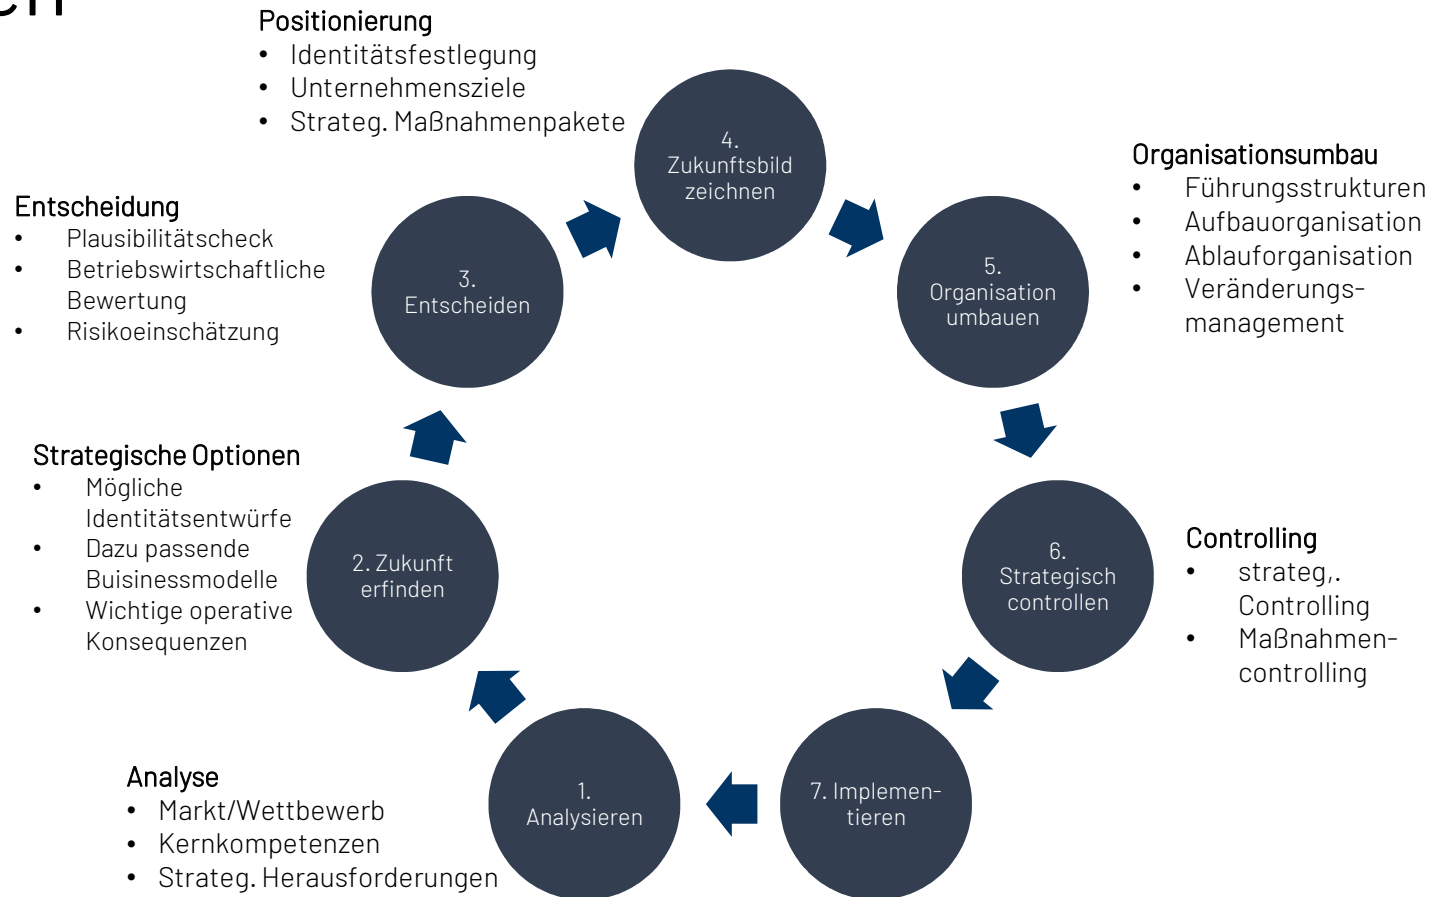 en
Positionierung
• Identitätsfestlegung
• Unternehmensziele
• Strateg. Maßnahmenpakete
4.
Zukunftsbild
zeichnen
Organisationsumbau
• Führungsstrukturen
• Aufbauorganisation
• Ablauforganisation
• Veränderungs-
management
Entscheidung
• Plausibilitätscheck
• Betriebswirtschaftliche
Bewertung
• Risikoeinschätzung
3.
Entscheiden
5.
Organisation
umbauen
Strategische Optionen
• Mögliche
Identitätsentwürfe
• Dazu passende
Buisinessmodelle
• Wichtige operative
Konsequenzen
2. Zukunft
erfinden
6.
Strategisch
controllen
Controlling
• strateg,.
Controlling
• Maßnahmen-
controlling
Analyse
• Markt/Wettbewerb
• Kernkompetenzen
• Strateg. Herausforderungen
1.
Analysieren
7. Implemen-
tieren